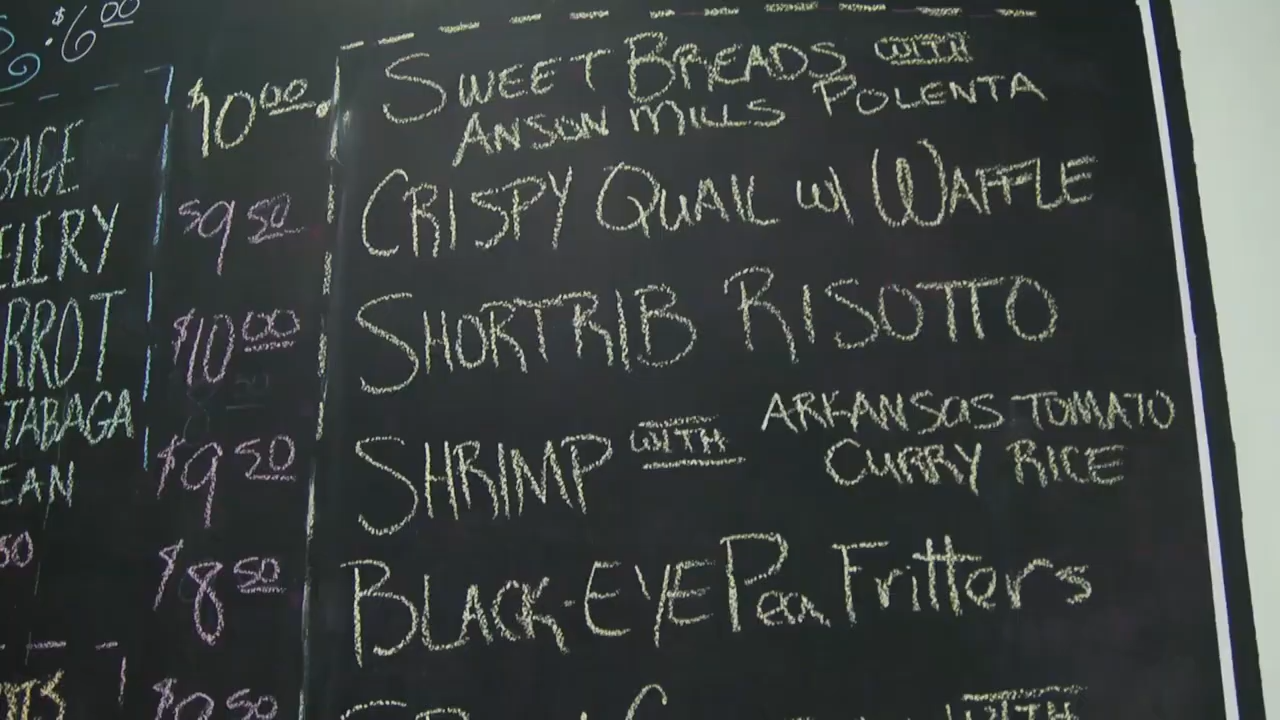 $6.00
$10.00 SWEET BREADS WITH
ANSON MILLS POLENTA
$9.50 CRISPY QUAIL W/ WAFFLE
$10.00 SHORTRIB RISOTTO
$9.50 SHRIMP WITH ARKANSAS TOMATO
CURRY RICE
$8.50 BLACK-EYE Pea Fritters
BAGE
ELERY
RROT
TABAGA
EAN
50
WITH